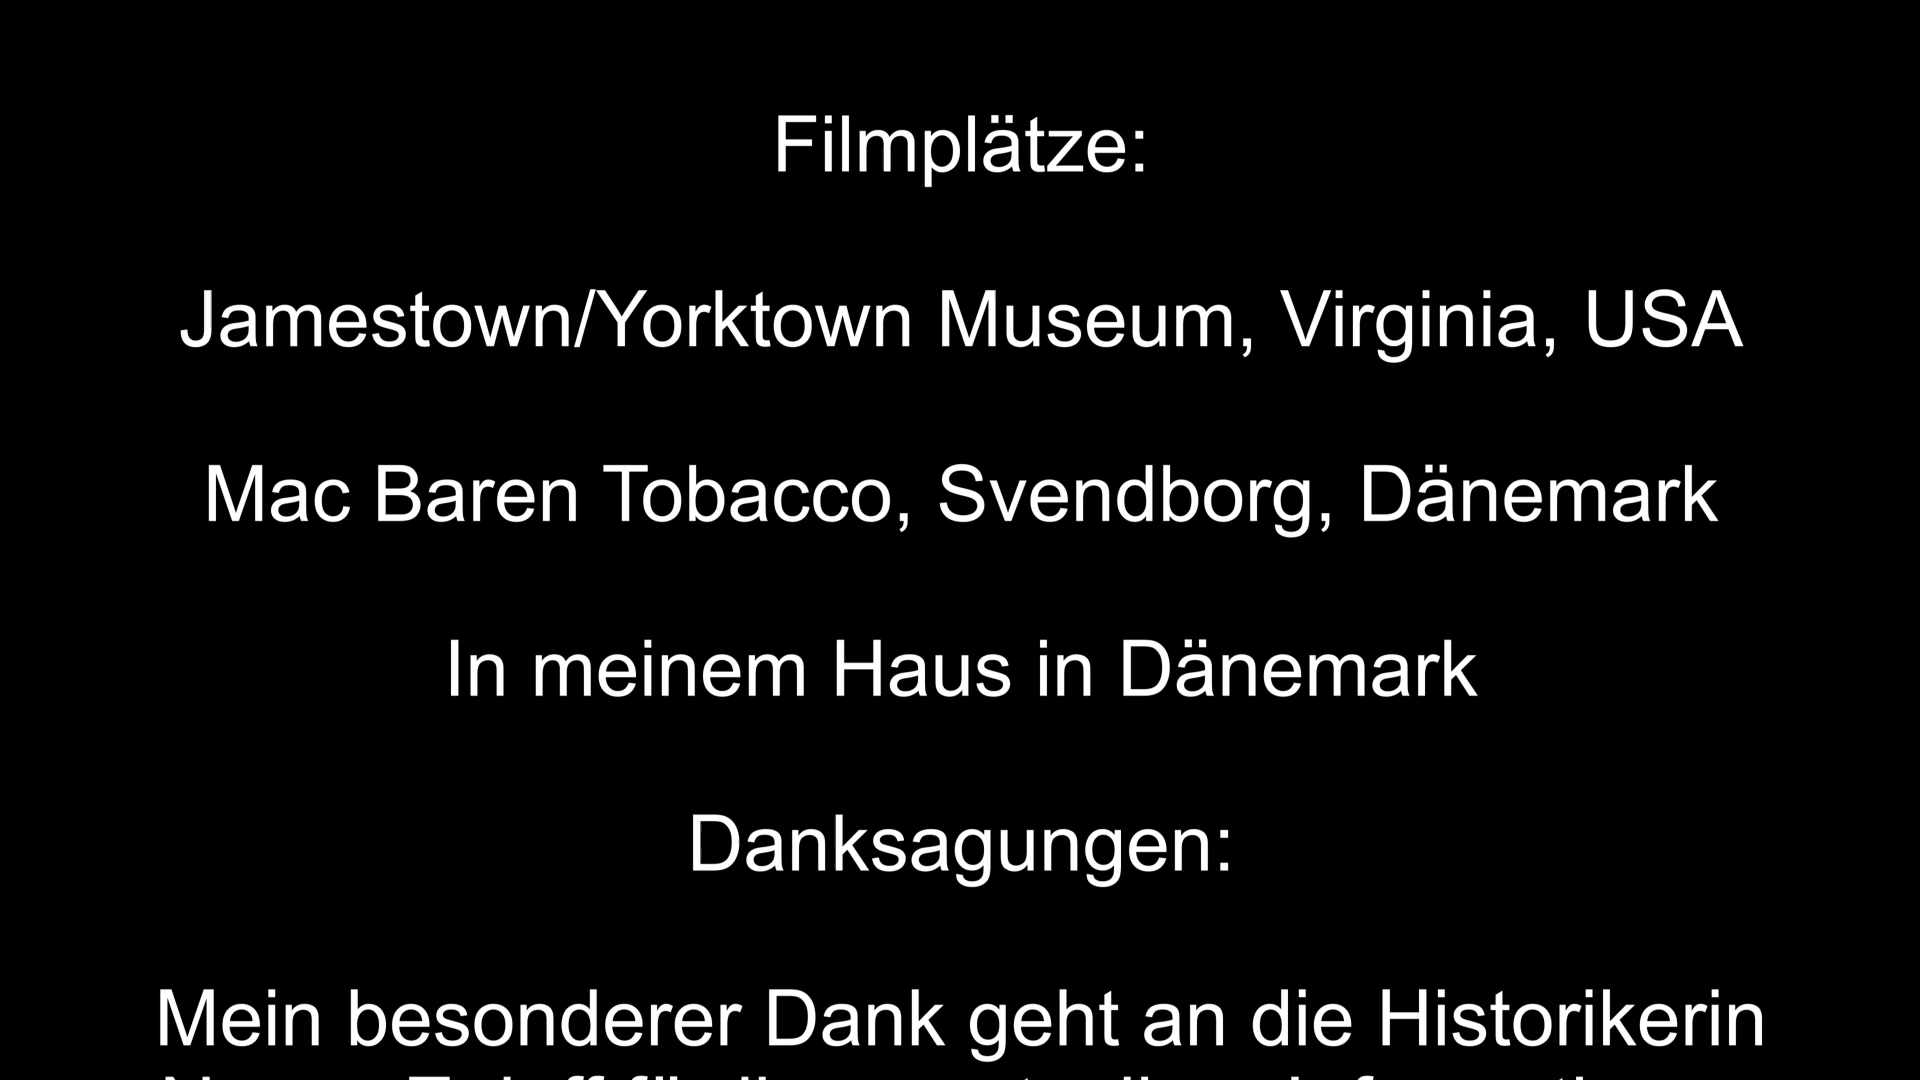 Filmplätze:
Jamestown/Yorktown Museum, Virginia, USA
Mac Baren Tobacco, Svendborg, Dänemark
In meinem Haus in Dänemark
Danksagungen:
Mein besonderer Dank geht an die Historikerin